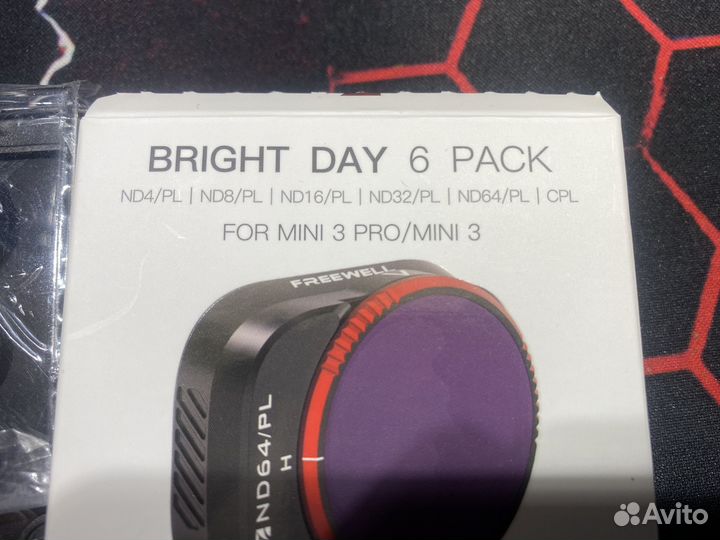 BRIGHT DAY 6 PACK
ND4/PL | ND8/PL | ND16/PL | ND32/PL | ND64/PL | CPL
FOR MINI 3 PRO/MINI 3
FREEWELL
ND64/PL
H
Avito